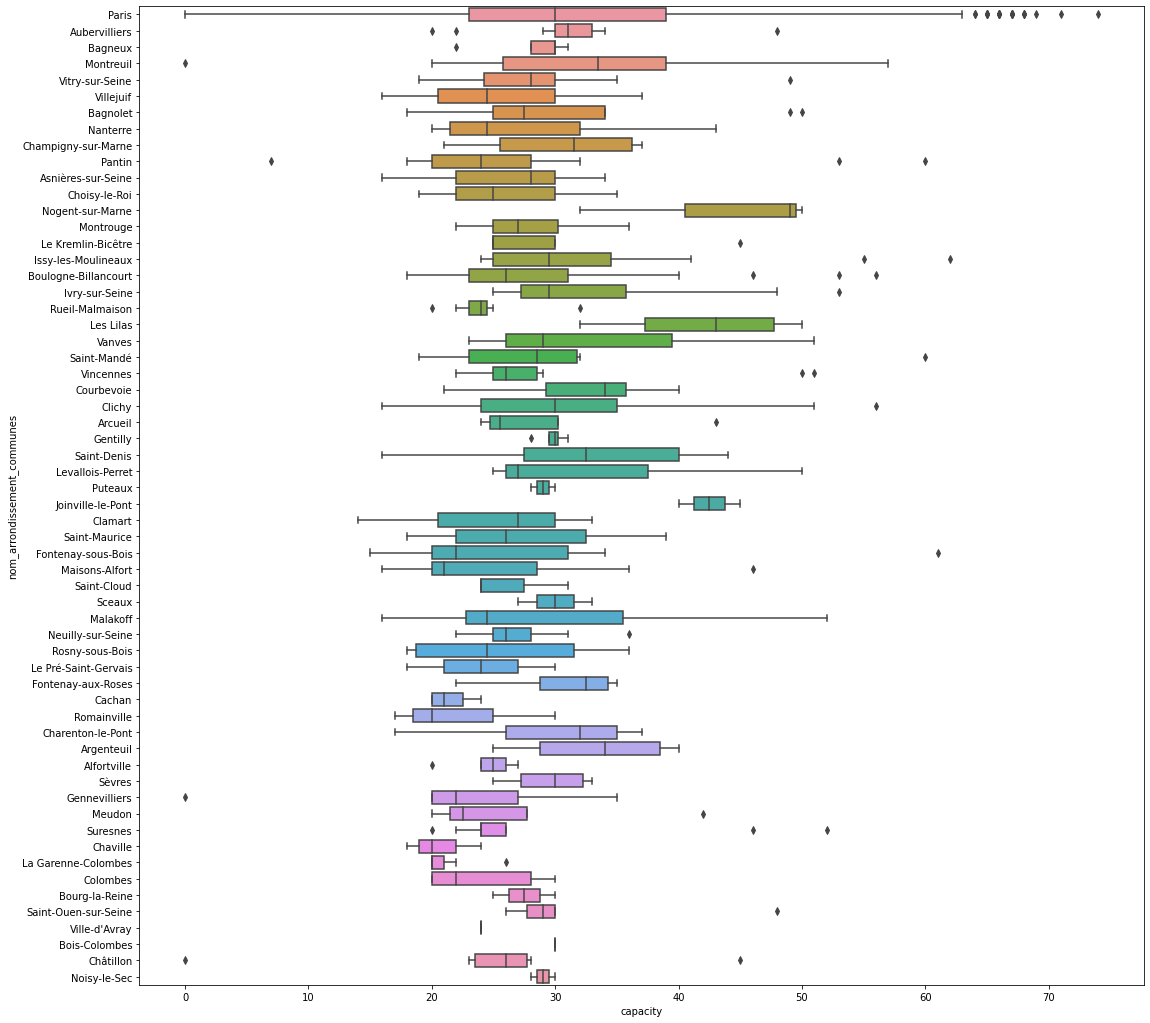 Paris
Aubervilliers
Bagneux
Montreuil
Vitry-sur-Seine
Villejuif
Bagnolet
Nanterre
Champigny-sur-Marne
Pantin
Asnières-sur-Seine
Choisy-le-Roi
Nogent-sur-Marne
Montrouge
Le Kremlin-Bicêtre
Issy-les-Moulineaux
Boulogne-Billancourt
Ivry-sur-Seine
Rueil-Malmaison
Les Lilas
Vanves
Saint-Mandé
Vincennes
Courbevoie
Clichy
Arcueil
Gentilly
Saint-Denis
Levallois-Perret
Puteaux
Joinville-le-Pont
Clamart
Saint-Maurice
Fontenay-sous-Bois
Maisons-Alfort
Saint-Cloud
Sceaux
Malakoff
Neuilly-sur-Seine
Rosny-sous-Bois
Le Pré-Saint-Gervais
Fontenay-aux-Roses
Cachan
Romainville
Charenton-le-Pont
Argenteuil
Alfortville
Sèvres
Gennevilliers
Meudon
Suresnes
Chaville
La Garenne-Colombes
Colombes
Bourg-la-Reine
Saint-Ouen-sur-Seine
Ville-d'Avray
Bois-Colombes
Châtillon
Noisy-le-Sec
nom_arrondissement_communes
0 10 20 30 40 50 60 70
capacity